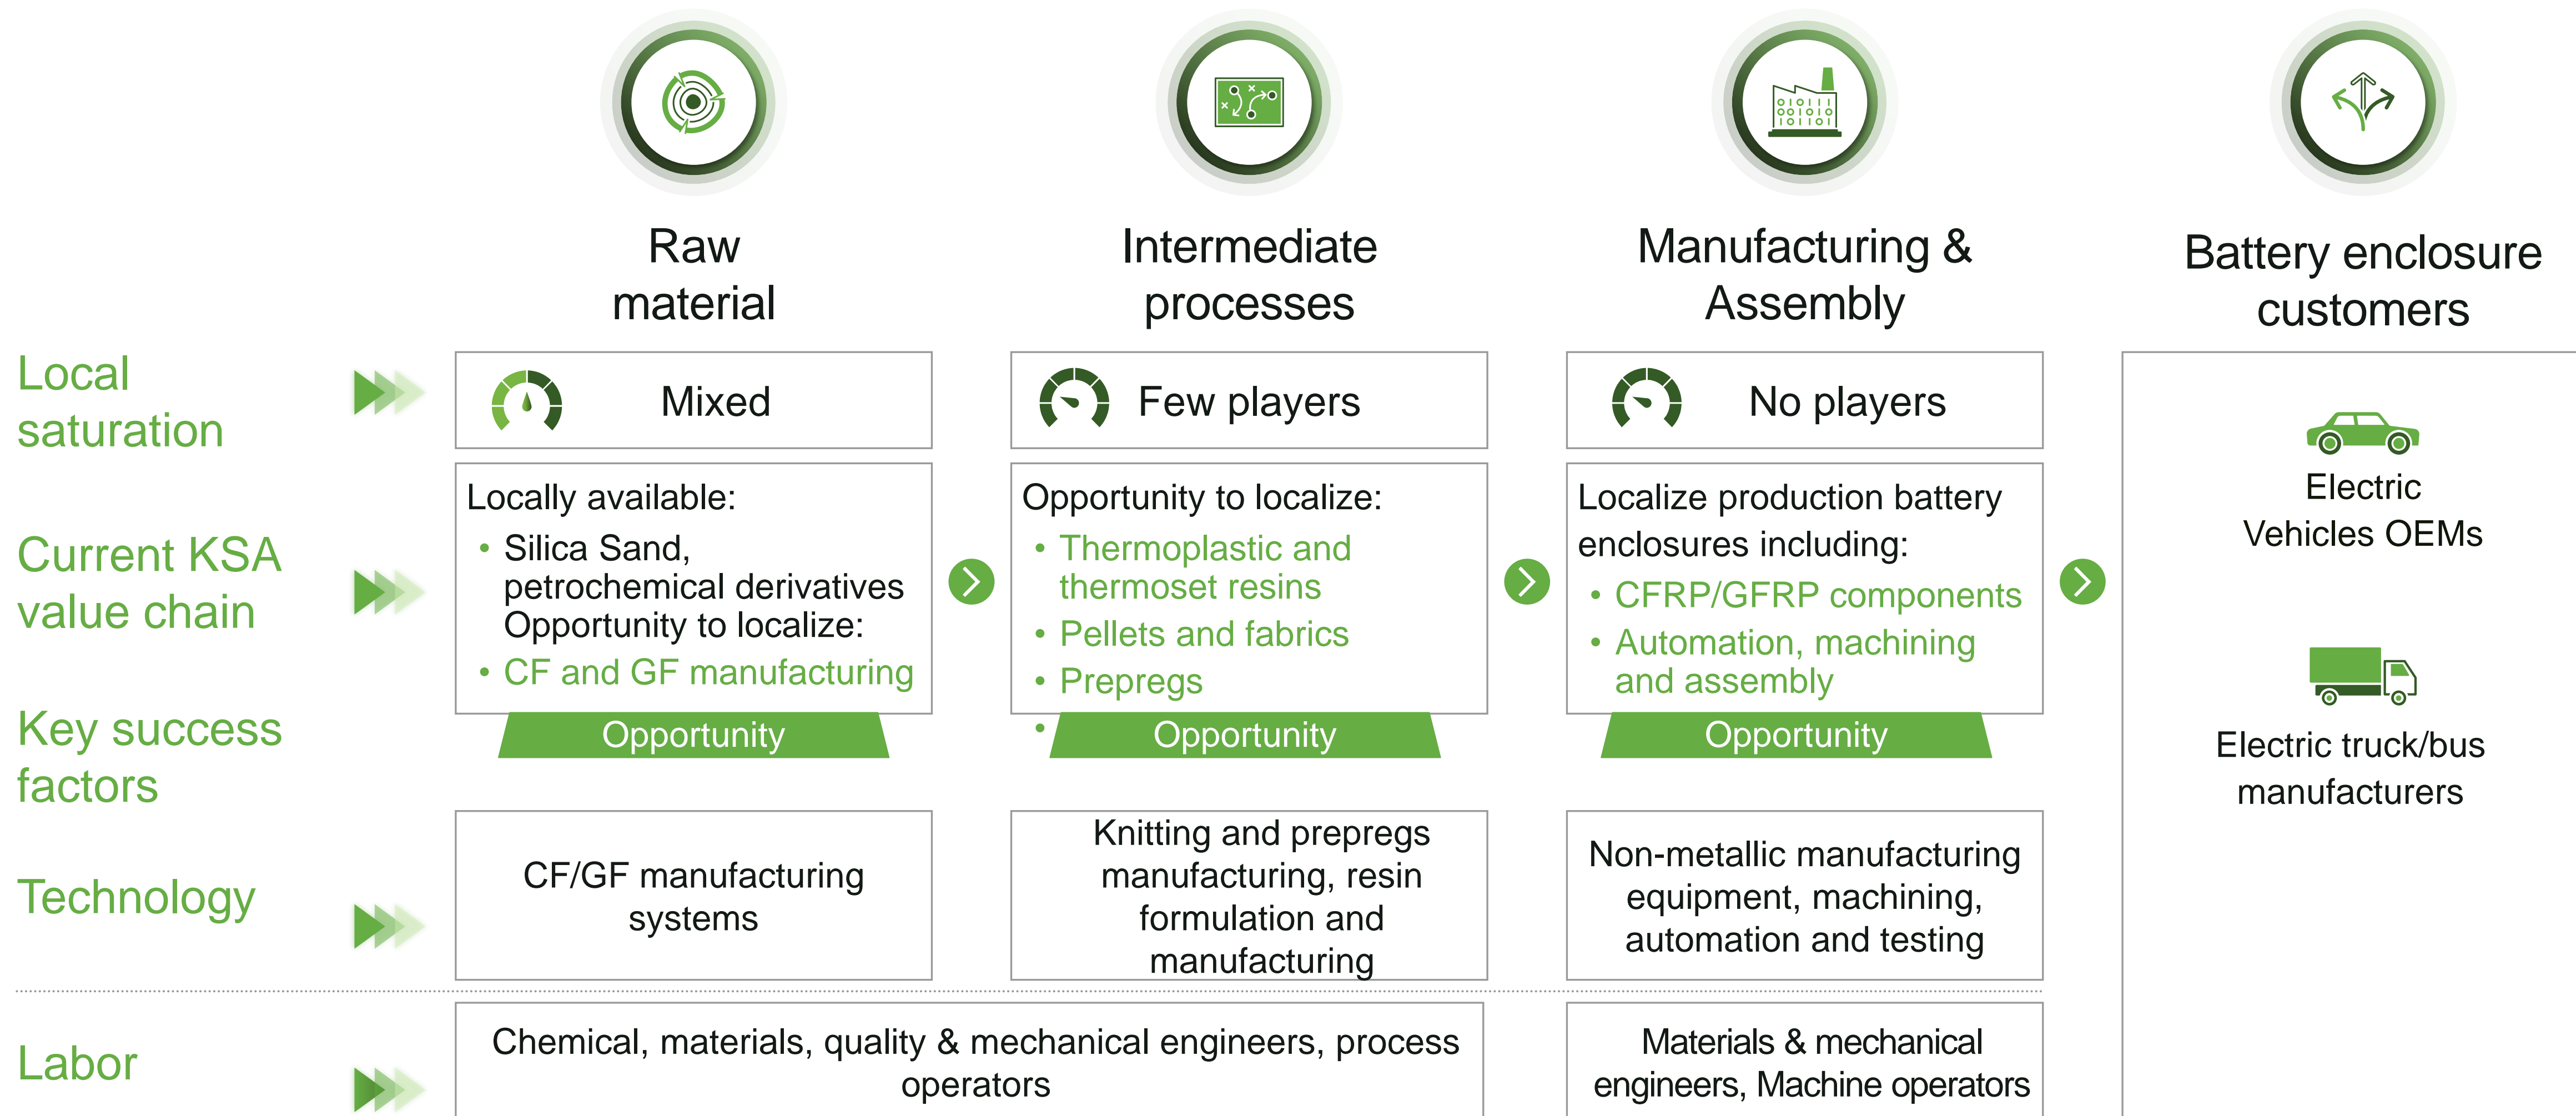 Raw
material
Intermediate
processes
Manufacturing &
Assembly
Battery enclosure
customers
Local
saturation
Mixed
Few players
No players
Current KSA
value chain
Locally available:
• Silica Sand,
petrochemical derivatives
Opportunity to localize:
• CF and GF manufacturing
Opportunity
Opportunity to localize:
• Thermoplastic and
thermoset resins
• Pellets and fabrics
• Prepregs
•
Opportunity
Localize production battery
enclosures including:
• CFRP/GFRP components
• Automation, machining
and assembly
Opportunity
Electric
Vehicles OEMs
Electric truck/bus
manufacturers
Key success
factors
Technology
CF/GF manufacturing
systems
Knitting and prepregs
manufacturing, resin
formulation and
manufacturing
Non-metallic manufacturing
equipment, machining,
automation and testing
Labor
Chemical, materials, quality & mechanical engineers, process
operators
Materials & mechanical
engineers, Machine operators